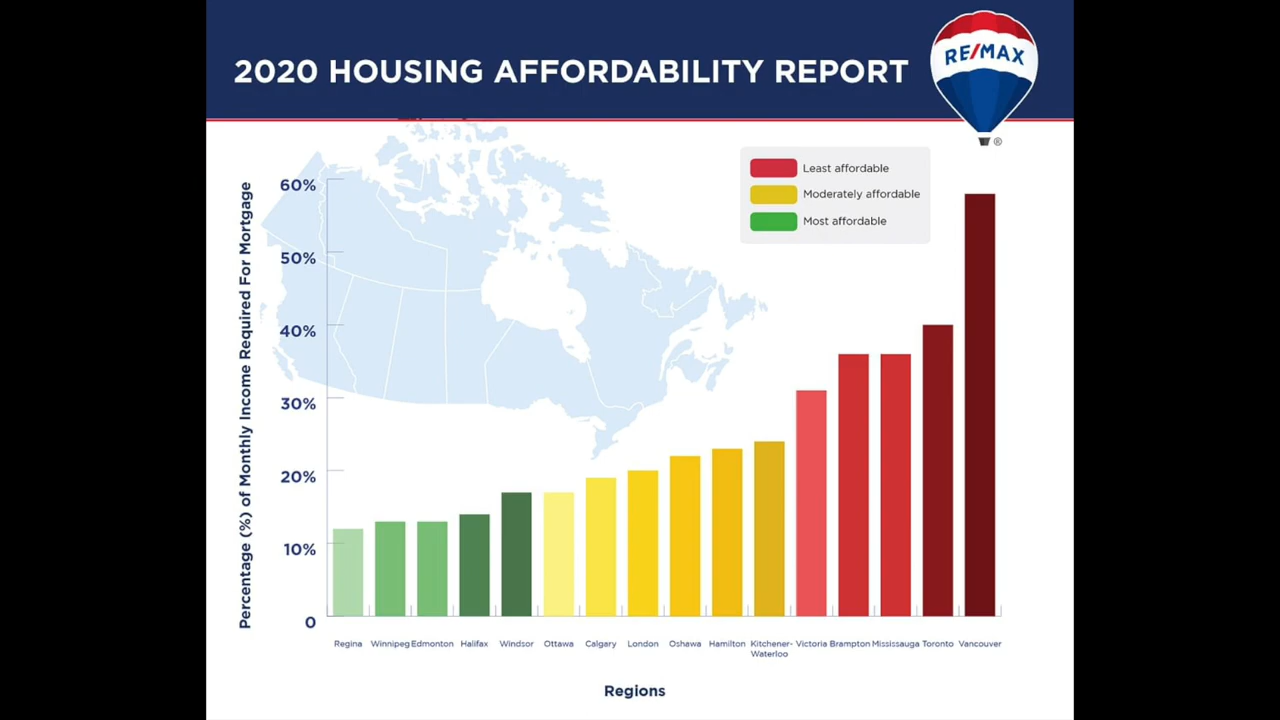 2020 HOUSING AFFORDABILITY REPORT
RE/MAX
®
Least affordable
Moderately affordable
Most affordable
Percentage (%) of Monthly Income Required For Mortgage
60%
50%
40%
30%
20%
10%
0
Regina Winnipeg Edmonton Halifax Windsor Ottawa Calgary London Oshawa Hamilton Kitchener- Victoria Brampton Mississauga Toronto Vancouver
Waterloo
Regions